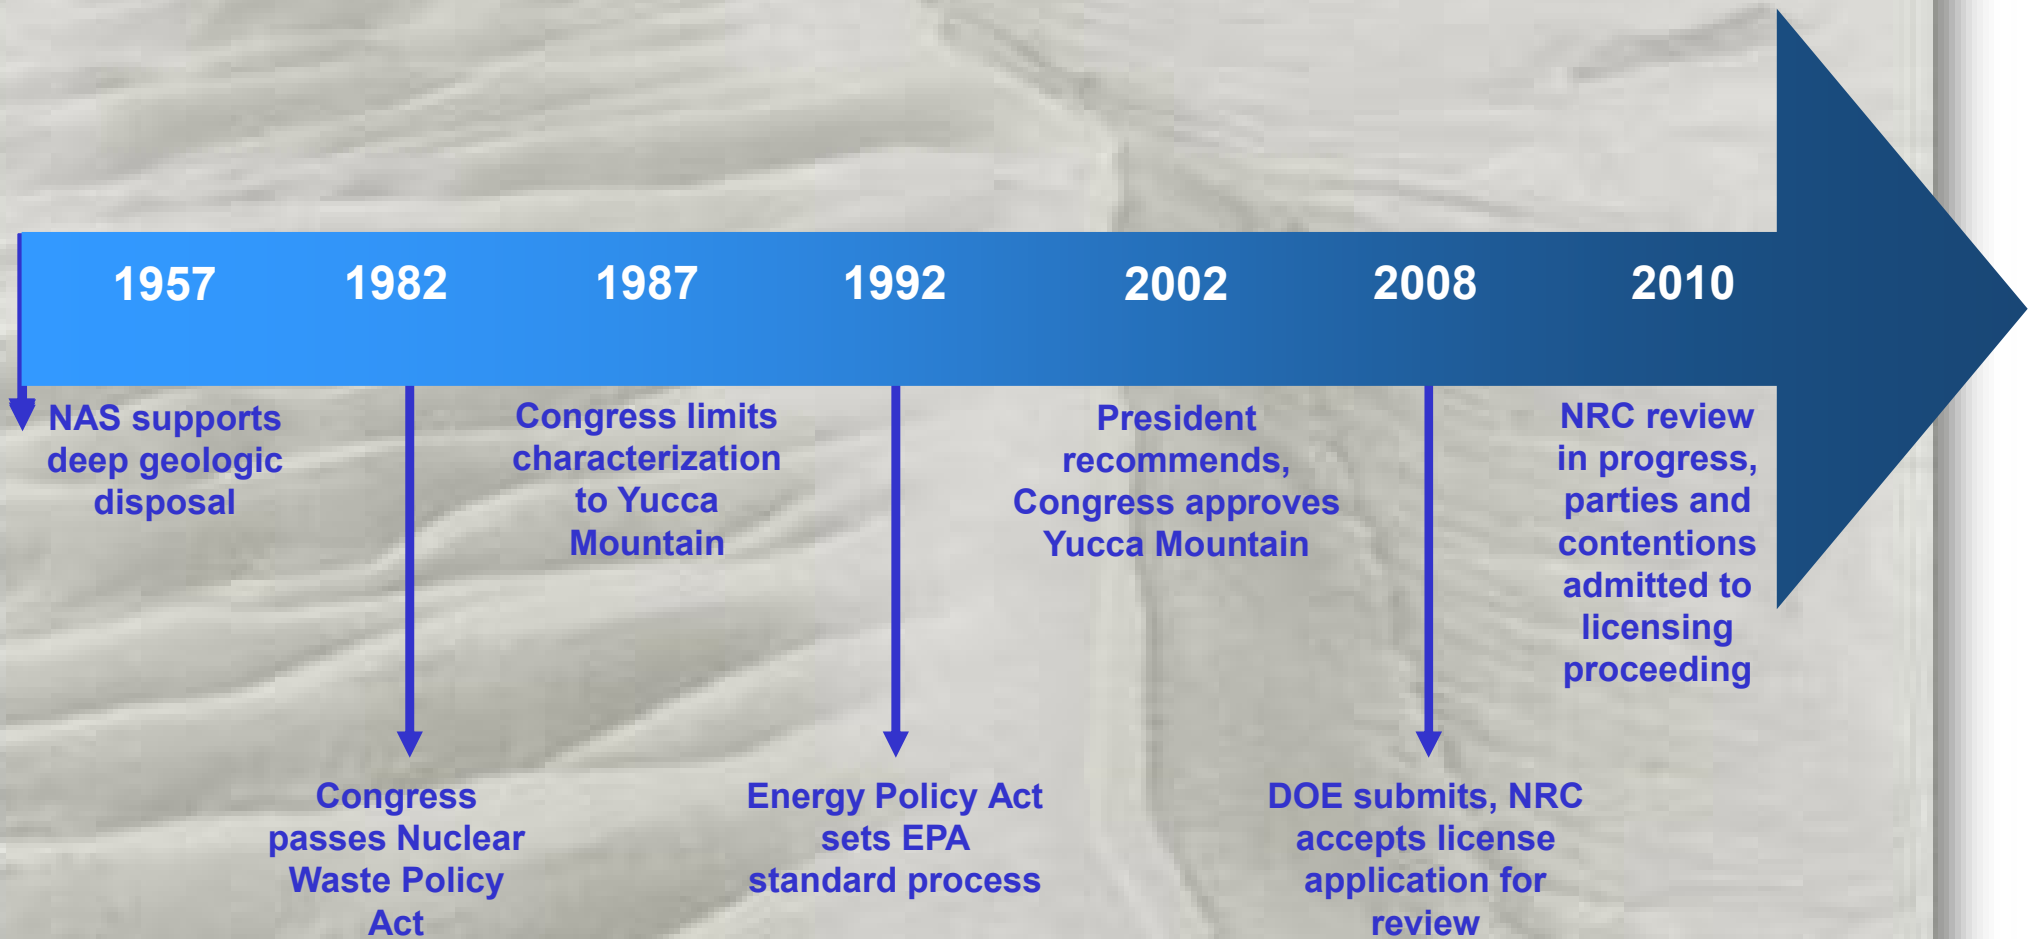 1957 1982 1987 1992 2002 2008 2010
NAS supports
deep geologic
disposal
Congress
passes Nuclear
Waste Policy
Act
Congress limits
characterization
to Yucca
Mountain
Energy Policy Act
sets EPA
standard process
President
recommends,
Congress approves
Yucca Mountain
DOE submits, NRC
accepts license
application for
review
NRC review
in progress,
parties and
contentions
admitted to
licensing
proceeding